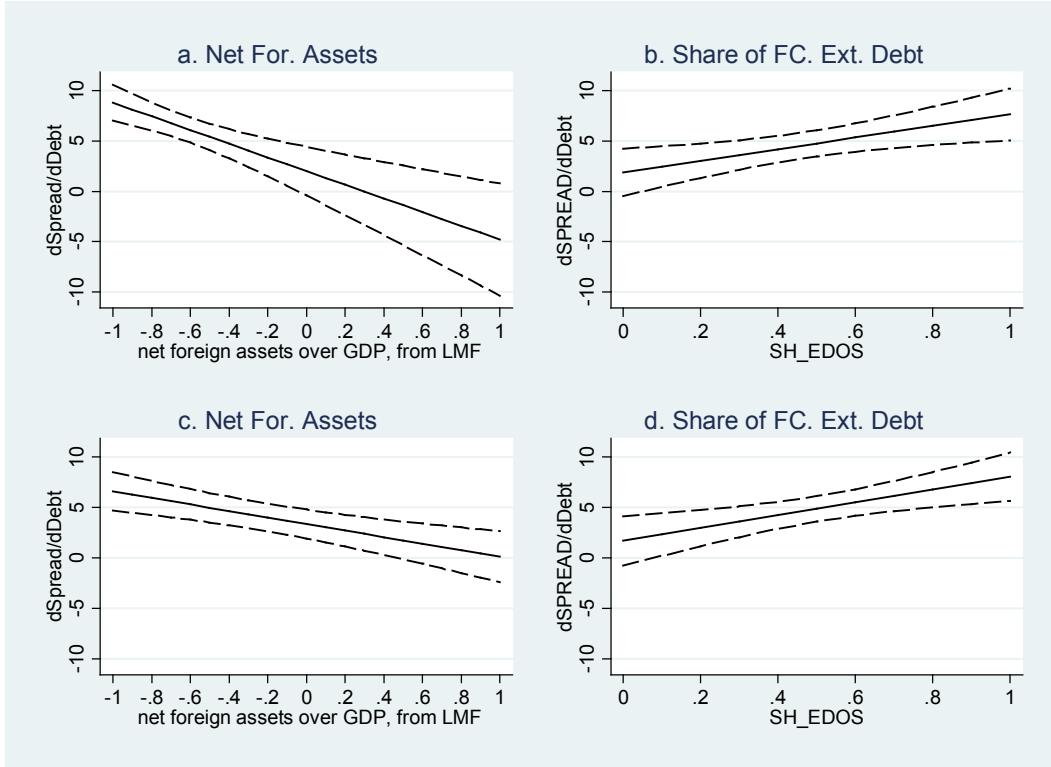 a. Net For. Assets
dSpread/dDebt
10
5
0
-5
-10
-1 -.8 -.6 -.4 -.2 0 .2 .4 .6 .8 1
net foreign assets over GDP, from LMF
b. Share of FC. Ext. Debt
dSPREAD/dDebt
10
5
0
-5
-10
0 .2 .4 .6 .8 1
SH_EDOS
c. Net For. Assets
dSpread/dDebt
10
5
0
-5
-10
-1 -.8 -.6 -.4 -.2 0 .2 .4 .6 .8 1
net foreign assets over GDP, from LMF
d. Share of FC. Ext. Debt
dSPREAD/dDebt
10
5
0
-5
-10
0 .2 .4 .6 .8 1
SH_EDOS